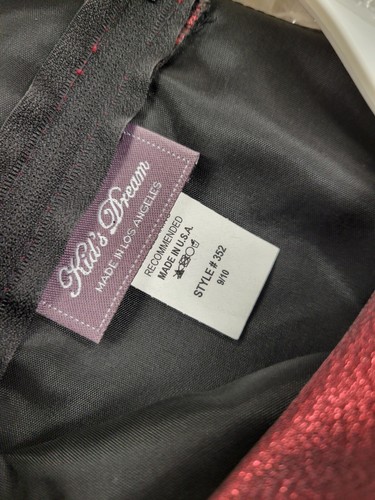 Kid's Dream
MADE IN LOS ANGELES
RECOMMENDED
MADE IN U.S.A.
STYLE # 352
9/10